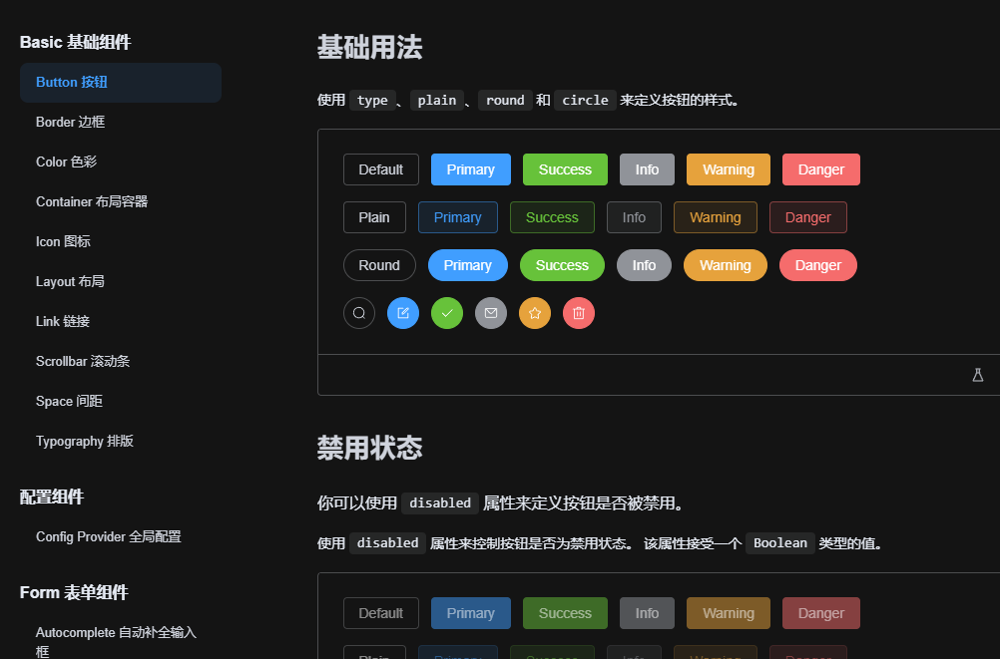 Basic 基础组件
Button 按钮
Border 边框
Color 色彩
Container 布局容器
Icon 图标
Layout 布局
Link 链接
Scrollbar 滚动条
Space 间距
Typography 排版
配置组件
Config Provider 全局配置
Form 表单组件
Autocomplete 自动补全输入
框
基础用法
使用 type 、 plain 、 round 和 circle 来定义按钮的样式。
Default Primary Success Info Warning Danger
Plain Primary Success Info Warning Danger
Round Primary Success Info Warning Danger
禁用状态
你可以使用 disabled 属性来定义按钮是否被禁用。
使用 disabled 属性来控制按钮是否为禁用状态。 该属性接受一个 Boolean 类型的值。
Default Primary Success Info Warning Danger
Plain Primary Success Info Warning Danger